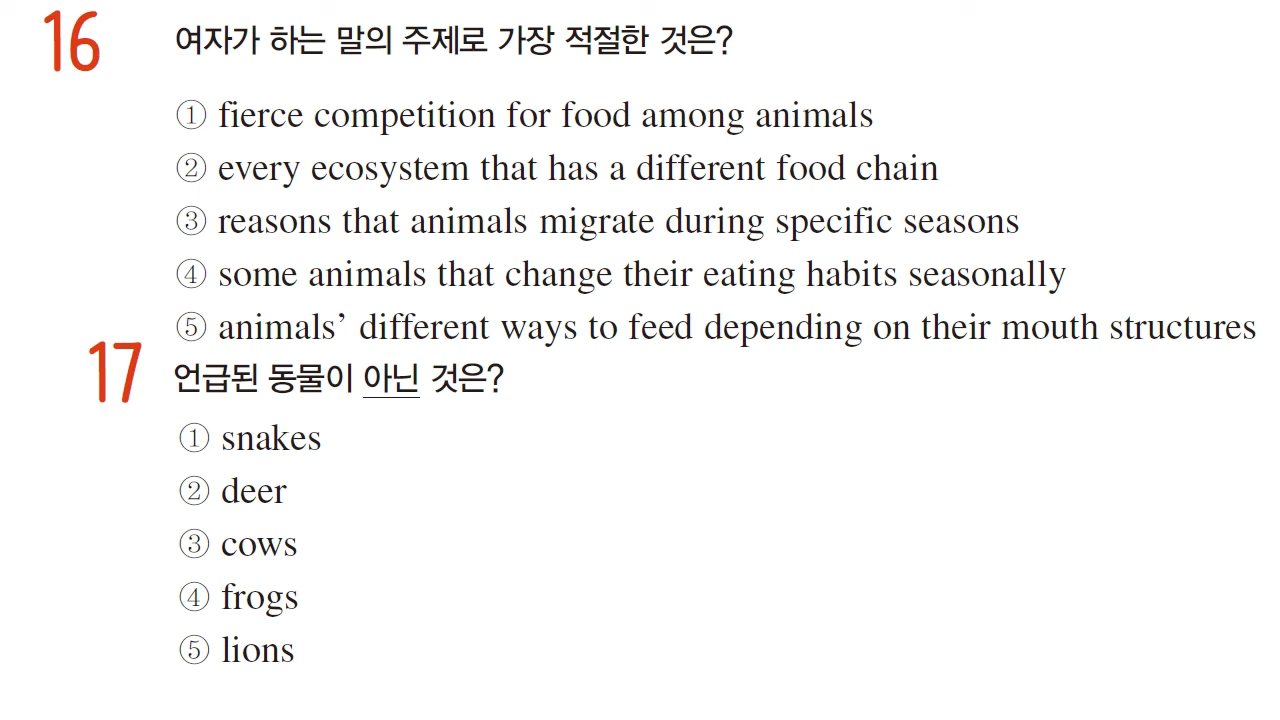 16 여자가 하는 말의 주제로 가장 적절한 것은?
① fierce competition for food among animals
② every ecosystem that has a different food chain
③ reasons that animals migrate during specific seasons
④ some animals that change their eating habits seasonally
⑤ animals’ different ways to feed depending on their mouth structures
17 언급된 동물이 아닌 것은?
① snakes
② deer
③ cows
④ frogs
⑤ lions